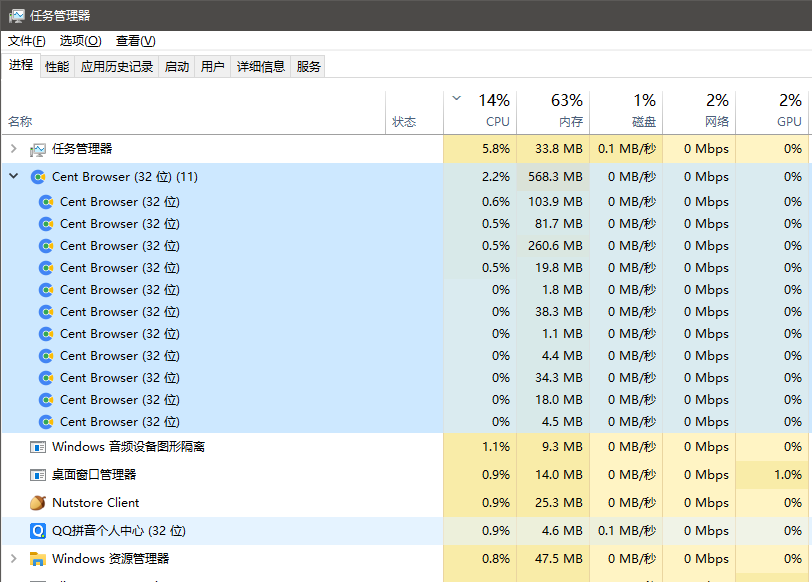 任务管理器
文件(F) 选项(O) 查看(V)
进程 性能 应用历史记录 启动 用户 详细信息 服务
14% 63% 1% 2% 2%
名称 状态 CPU 内存 磁盘 网络 GPU
任务管理器 5.8% 33.8 MB 0.1 MB/秒 0 Mbps 0%
Cent Browser (32 位) (11) 2.2% 568.3 MB 0 MB/秒 0 Mbps 0%
Cent Browser (32 位) 0.6% 103.9 MB 0 MB/秒 0 Mbps 0%
Cent Browser (32 位) 0.5% 81.7 MB 0 MB/秒 0 Mbps 0%
Cent Browser (32 位) 0.5% 260.6 MB 0 MB/秒 0 Mbps 0%
Cent Browser (32 位) 0.5% 19.8 MB 0 MB/秒 0 Mbps 0%
Cent Browser (32 位) 0% 1.8 MB 0 MB/秒 0 Mbps 0%
Cent Browser (32 位) 0% 38.3 MB 0 MB/秒 0 Mbps 0%
Cent Browser (32 位) 0% 1.1 MB 0 MB/秒 0 Mbps 0%
Cent Browser (32 位) 0% 4.4 MB 0 MB/秒 0 Mbps 0%
Cent Browser (32 位) 0% 34.3 MB 0 MB/秒 0 Mbps 0%
Cent Browser (32 位) 0% 18.0 MB 0 MB/秒 0 Mbps 0%
Cent Browser (32 位) 0% 4.5 MB 0 MB/秒 0 Mbps 0%
Windows 音频设备图形隔离 1.1% 9.3 MB 0 MB/秒 0 Mbps 0%
桌面窗口管理器 0.9% 14.0 MB 0 MB/秒 0 Mbps 1.0%
Nutstore Client 0.9% 25.3 MB 0 MB/秒 0 Mbps 0%
QQ拼音个人中心 (32 位) 0.9% 4.6 MB 0.1 MB/秒 0 Mbps 0%
Windows 资源管理器 0.8% 47.5 MB 0 MB/秒 0 Mbps 0%